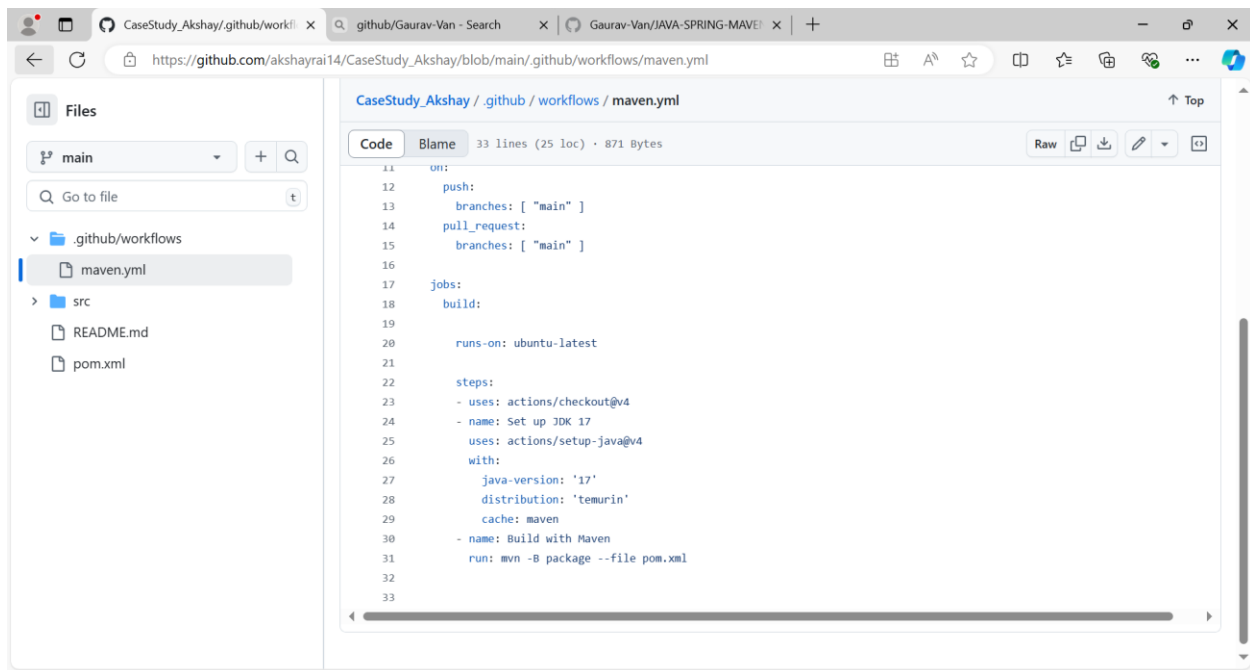 CaseStudy_Akshay/.github/workfl
github/Gaurav-Van - Search
Gaurav-Van/JAVA-SPRING-MAVE
https://github.com/akshayrai14/CaseStudy_Akshay/blob/main/.github/workflows/maven.yml
Files
main
Go to file
t
.github/workflows
maven.yml
src
README.md
pom.xml
CaseStudy_Akshay / .github / workflows / maven.yml
Top
Code Blame 33 lines (25 loc) · 871 Bytes
Raw
11 on:
12 push:
13 branches: [ "main" ]
14 pull_request:
15 branches: [ "main" ]
16
17 jobs:
18 build:
19
20 runs-on: ubuntu-latest
21
22 steps:
23 - uses: actions/checkout@v4
24 - name: Set up JDK 17
25 uses: actions/setup-java@v4
26 with:
27 java-version: '17'
28 distribution: 'temurin'
29 cache: maven
30 - name: Build with Maven
31 run: mvn -B package --file pom.xml
32
33